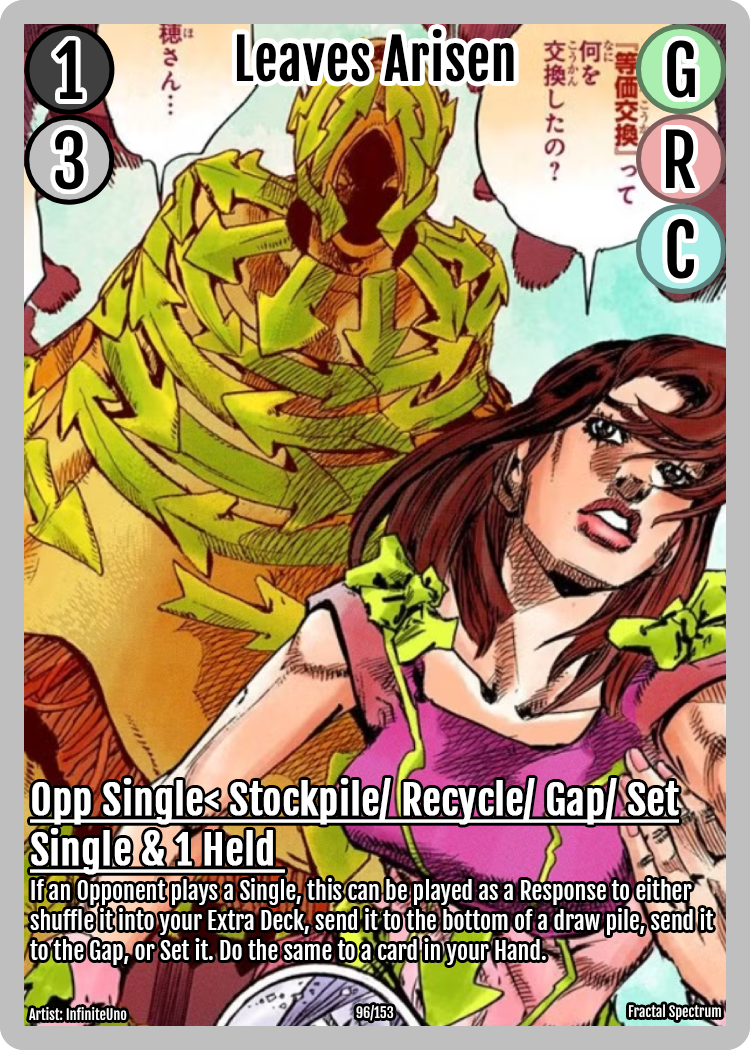 Leaves Arisen
1
3
G
R
C
『等価交換』って
何を
交換したの？
穂さん…
Opp Single< Stockpile/ Recycle/ Gap/ Set
Single & 1 Held
If an Opponent plays a Single, this can be played as a Response to either
shuffle it into your Extra Deck, send it to the bottom of a draw pile, send it
to the Gap, or Set it. Do the same to a card in your Hand.
Artist: InfiniteUno
96/153
Fractal Spectrum